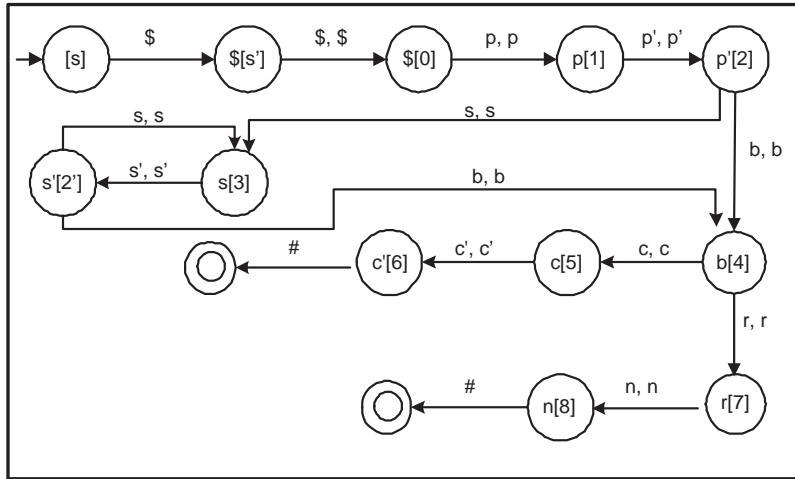 [s]
$
$[s’]
$, $
$[0]
p, p
p[1]
p', p’
p'[2]
s, s
b, b
s, s
s'[2’]
s', s’
s[3]
b, b
#
c'[6]
c', c’
c[5]
c, c
b[4]
r, r
#
n[8]
n, n
r[7]